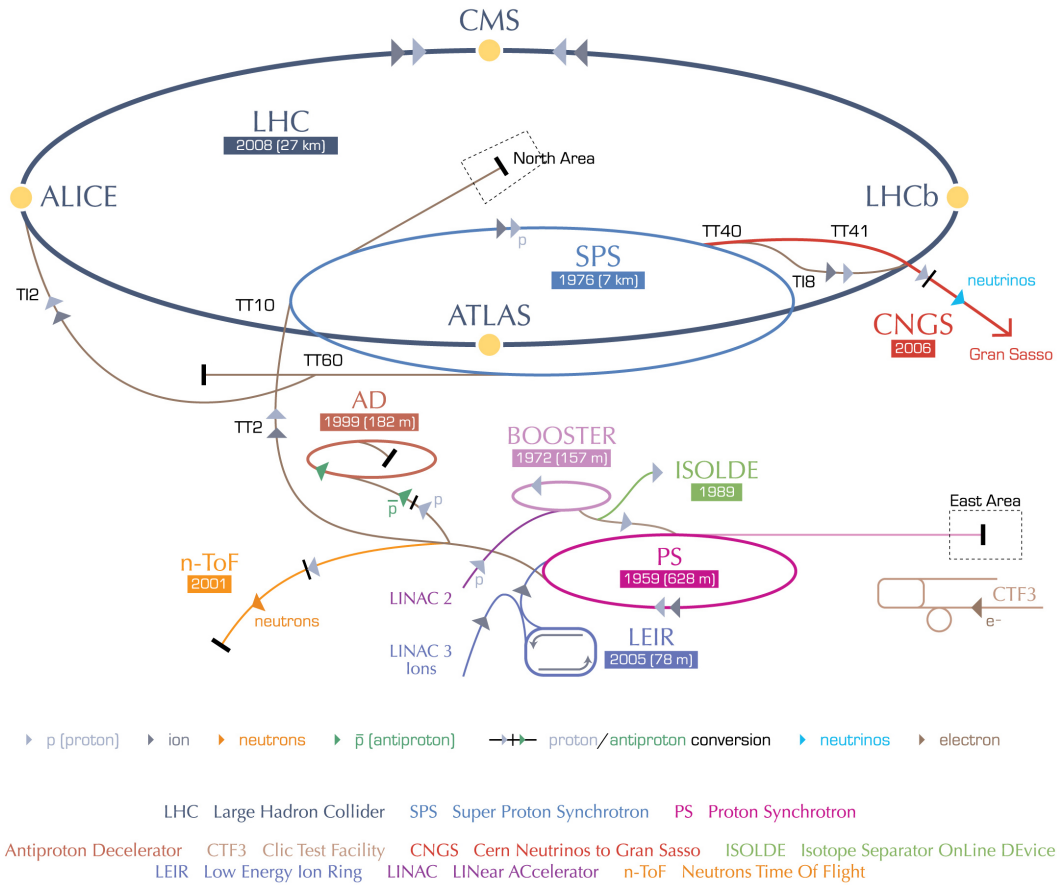 CMS
LHC
2008 (27 km)
North Area
ALICE
LHCb
TT40
TT41
p
SPS
1976 (7 km)
TI8
neutrinos
TI2
TT10
ATLAS
CNGS
2006
Gran Sasso
TT60
AD
1999 (182 m)
TT2
BOOSTER
1972 (157 m)
ISOLDE
1989
p̅
p
East Area
n-ToF
2001
PS
1959 (628 m)
p
LINAC 2
CTF3
e-
neutrons
LEIR
2005 (78 m)
LINAC 3
Ions
p (proton) ion neutrons p̅ (antiproton) proton/antiproton conversion neutrinos electron
LHC Large Hadron Collider SPS Super Proton Synchrotron PS Proton Synchrotron
Antiproton Decelerator CTF3 Clic Test Facility CNGS Cern Neutrinos to Gran Sasso ISOLDE Isotope Separator OnLine DEvice
LEIR Low Energy Ion Ring LINAC LINear ACcelerator n-ToF Neutrons Time Of Flight